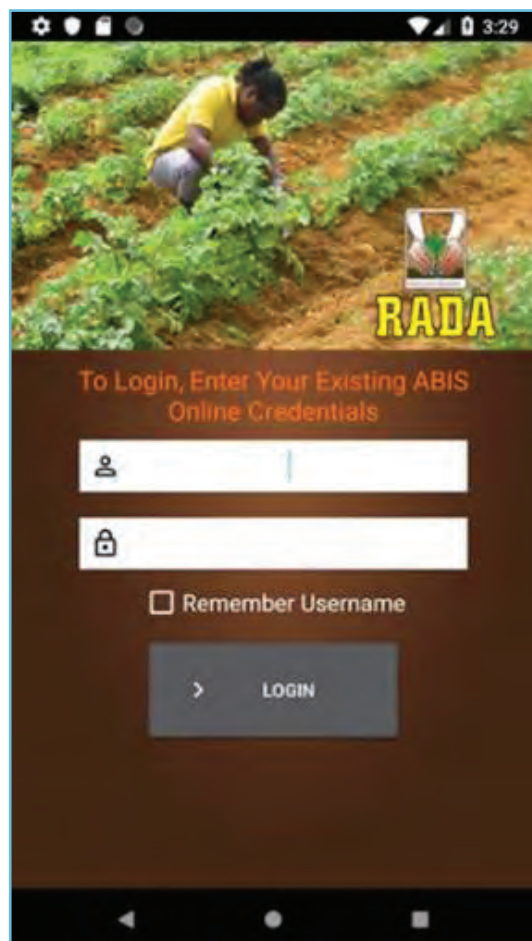 3:29
RADA
To Login, Enter Your Existing ABIS
Online Credentials
Remember Username
LOGIN